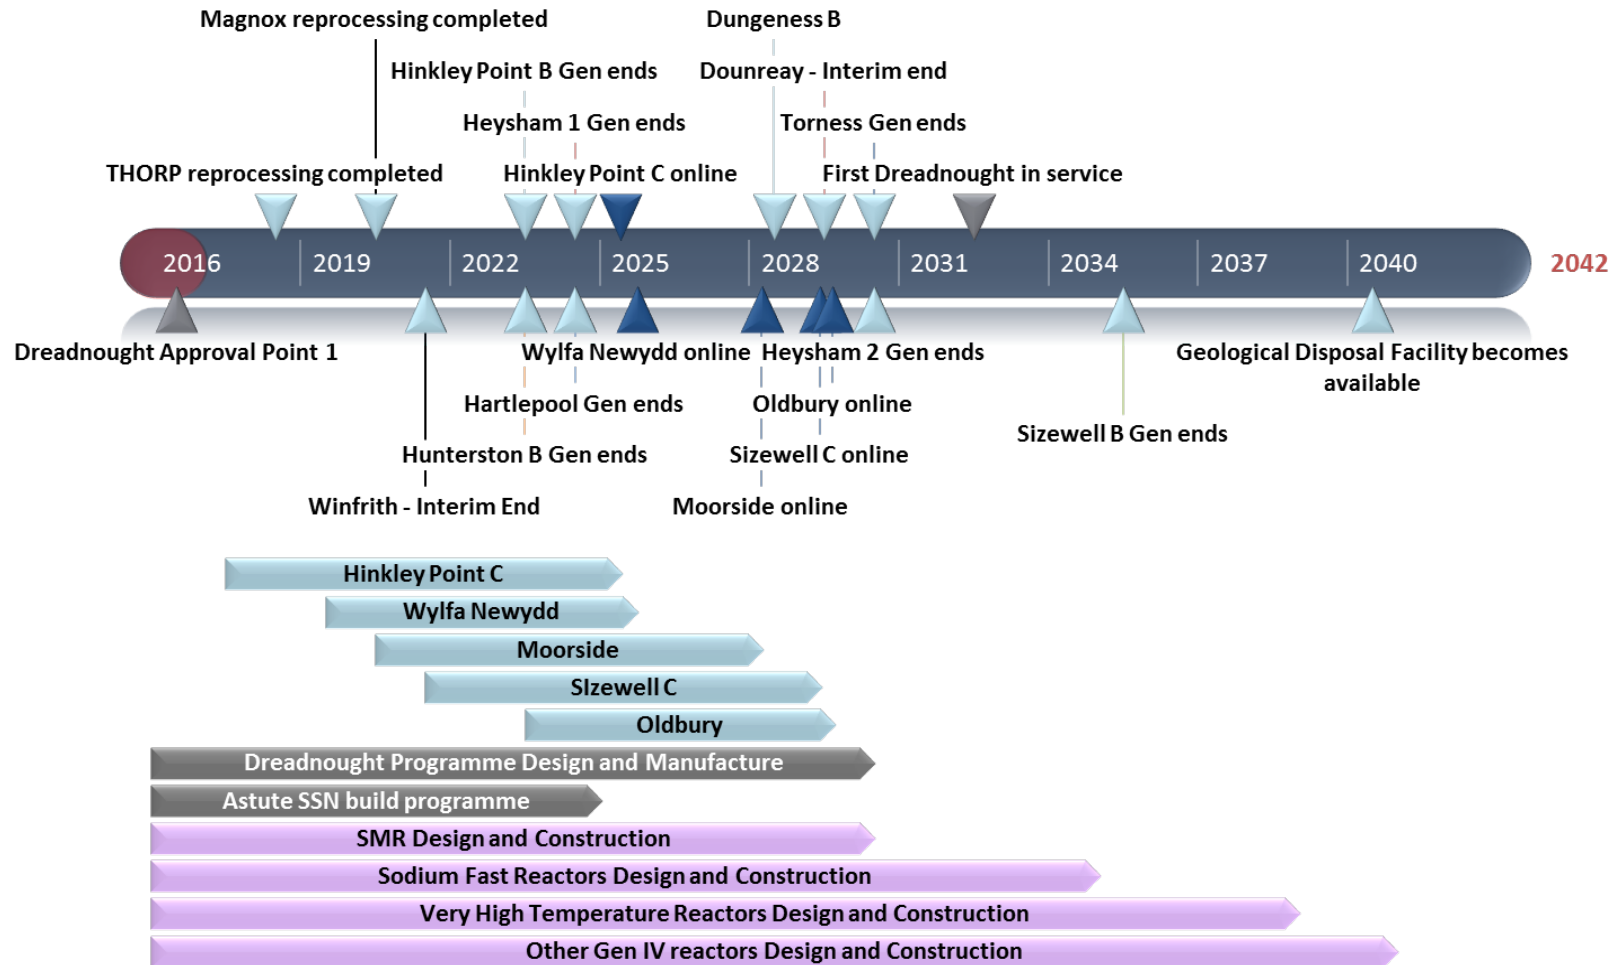 Magnox reprocessing completed
Dungeness B
Hinkley Point B Gen ends
Dounreay - Interim end
Heysham 1 Gen ends
Torness Gen ends
THORP reprocessing completed
Hinkley Point C online
First Dreadnought in service
2016
2019
2022
2025
2028
2031
2034
2037
2040
2042
Dreadnought Approval Point 1
Wylfa Newydd online
Heysham 2 Gen ends
Geological Disposal Facility becomes
available
Hartlepool Gen ends
Oldbury online
Sizewell B Gen ends
Hunterston B Gen ends
Sizewell C online
Winfrith - Interim End
Moorside online
Hinkley Point C
Wylfa Newydd
Moorside
SIzewell C
Oldbury
Dreadnought Programme Design and Manufacture
Astute SSN build programme
SMR Design and Construction
Sodium Fast Reactors Design and Construction
Very High Temperature Reactors Design and Construction
Other Gen IV reactors Design and Construction